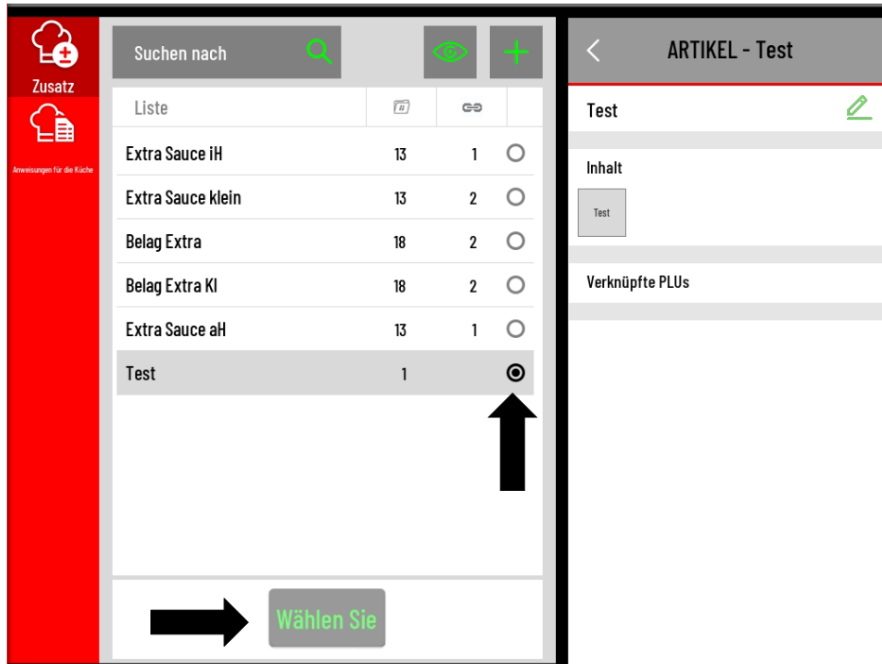 Zusatz
Anweisungen für die Küche
Suchen nach
Liste
Extra Sauce iH 13 1
Extra Sauce klein 13 2
Belag Extra 18 2
Belag Extra Kl 18 2
Extra Sauce aH 13 1
Test 1
Wählen Sie
ARTIKEL - Test
Test
Inhalt
Test
Verknüpfte PLUs